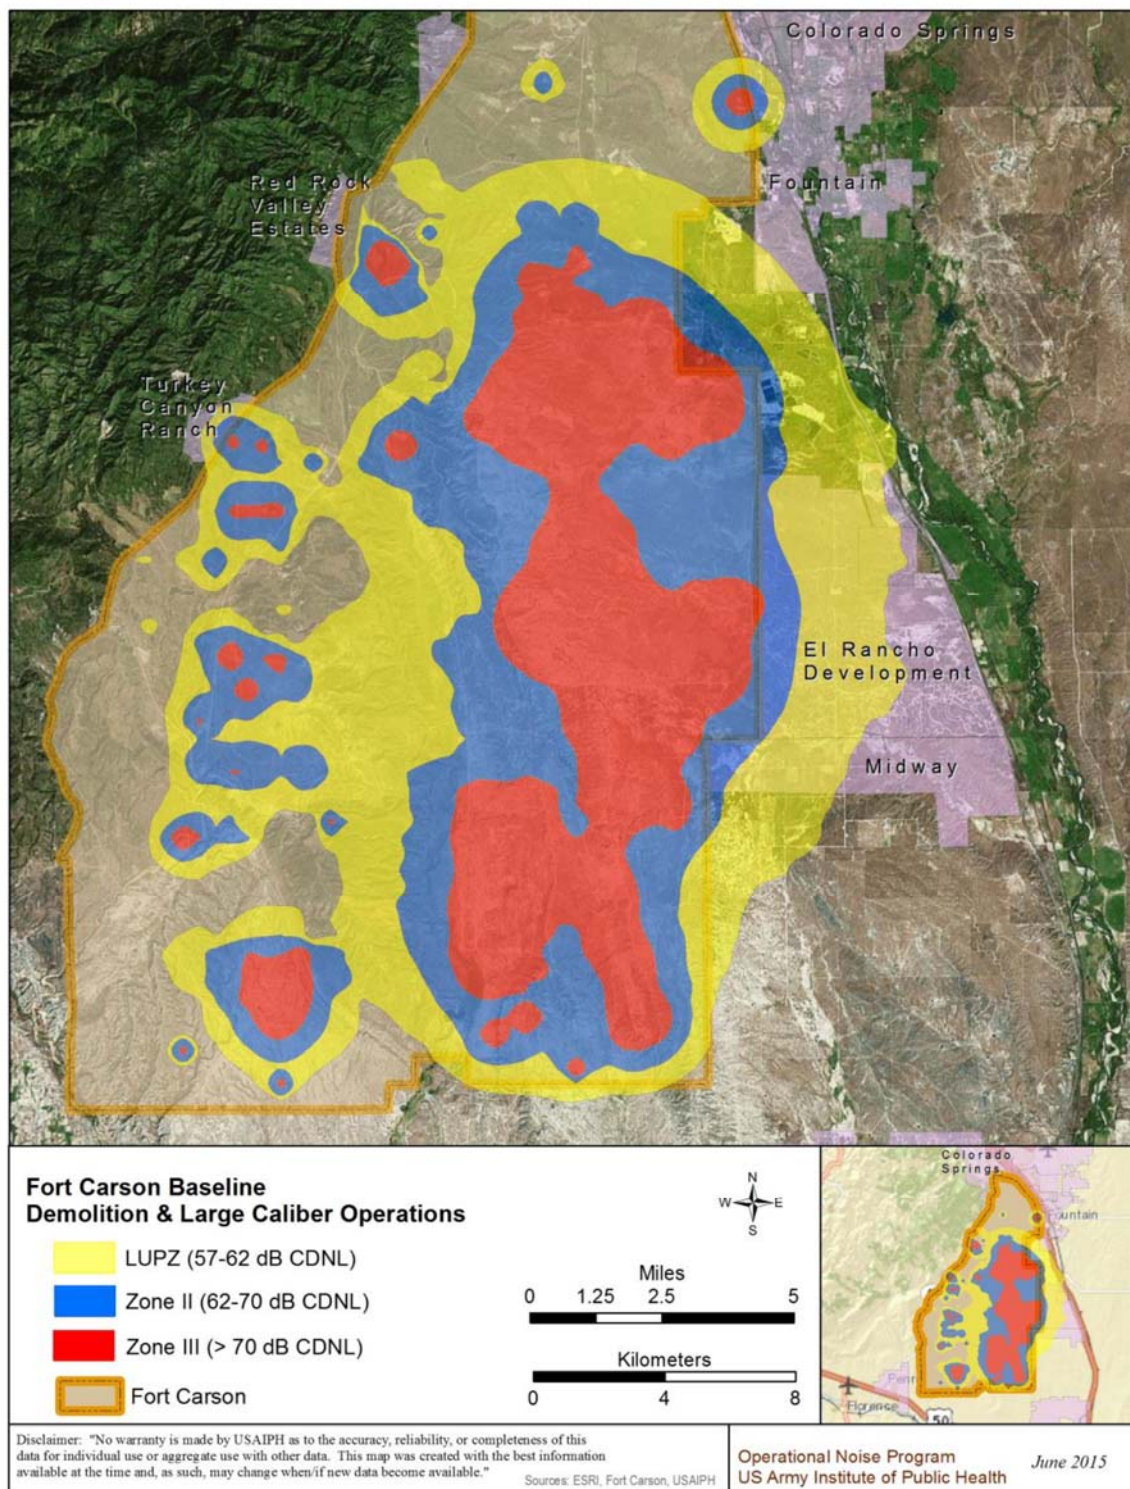 Colorado Springs
Fountain
Red Rock
Valley
Estates
Turkey
Canyon
Ranch
El Rancho
Development
Midway
Fort Carson Baseline
Demolition & Large Caliber Operations
LUPZ (57-62 dB CDNL)
Zone II (62-70 dB CDNL)
Zone III (> 70 dB CDNL)
Fort Carson
N
W E
S
Miles
0 1.25 2.5 5
Kilometers
0 4 8
Colorado
Springs
Fountain
Florence
50
Disclaimer: "No warranty is made by USAIPH as to the accuracy, reliability, or completeness of this
data for individual use or aggregate use with other data. This map was created with the best information
available at the time and, as such, may change when/if new data become available."
Sources: ESRI, Fort Carson, USAIPH
Operational Noise Program
US Army Institute of Public Health
June 2015